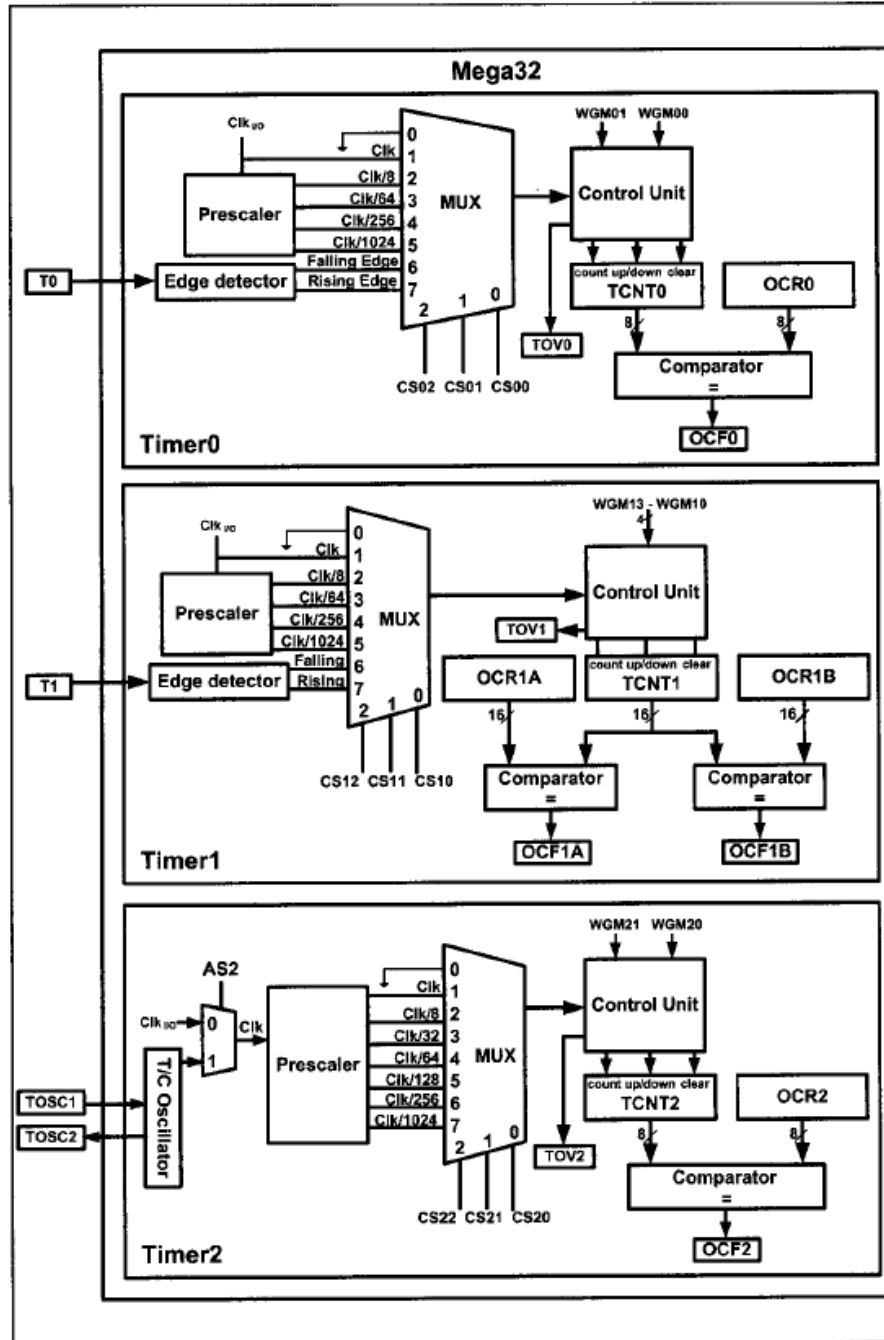 Mega32
WGM01 WGM00
Clk I/O
0
Clk 1
Clk/8 2
Clk/64 3
Clk/256 4
Clk/1024 5
Falling Edge 6
Rising Edge 7
Prescaler
MUX
Control Unit
T0
Edge detector
2 1 0
count up/down clear
TCNT0
OCR0
8 8
TOV0
CS02 CS01 CS00
Comparator
=
OCF0
Timer0
WGM13 - WGM10
4
Clk I/O
0
Clk 1
Clk/8 2
Clk/64 3
Clk/256 4
Clk/1024 5
Falling 6
Rising 7
Prescaler
MUX
Control Unit
TOV1
T1
Edge detector
2 1 0
OCR1A
count up/down clear
TCNT1
OCR1B
16 16 16
CS12 CS11 CS10
Comparator
=
Comparator
=
OCF1A
OCF1B
Timer1
WGM21 WGM20
AS2
Clk I/O 0
1
Clk
0
Clk 1
Clk/8 2
Clk/32 3
Clk/64 4
Clk/128 5
Clk/256 6
Clk/1024 7
Prescaler
MUX
Control Unit
T/C Oscillator
TOSC1
TOSC2
2 1 0
count up/down clear
TCNT2
OCR2
8 8
TOV2
CS22 CS21 CS20
Comparator
=
OCF2
Timer2